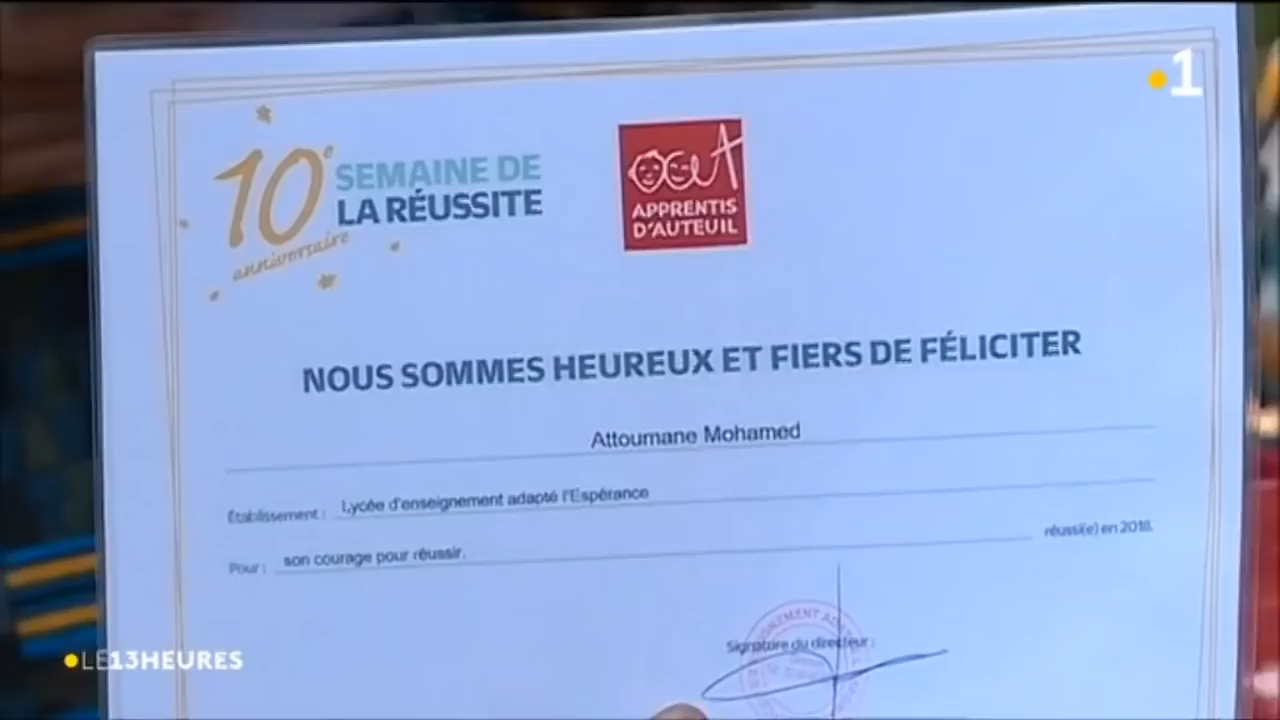 1
10e SEMAINE DE
LA RÉUSSITE
anniversaire
APPRENTIS
D'AUTEUIL
NOUS SOMMES HEUREUX ET FIERS DE FÉLICITER
Attoumane Mohamed
Établissement : Lycée d'enseignement adapté l'Espérance
Pour : son courage pour réussir. réussi(e) en 2018.
Signature du directeur :
LE13HEURES